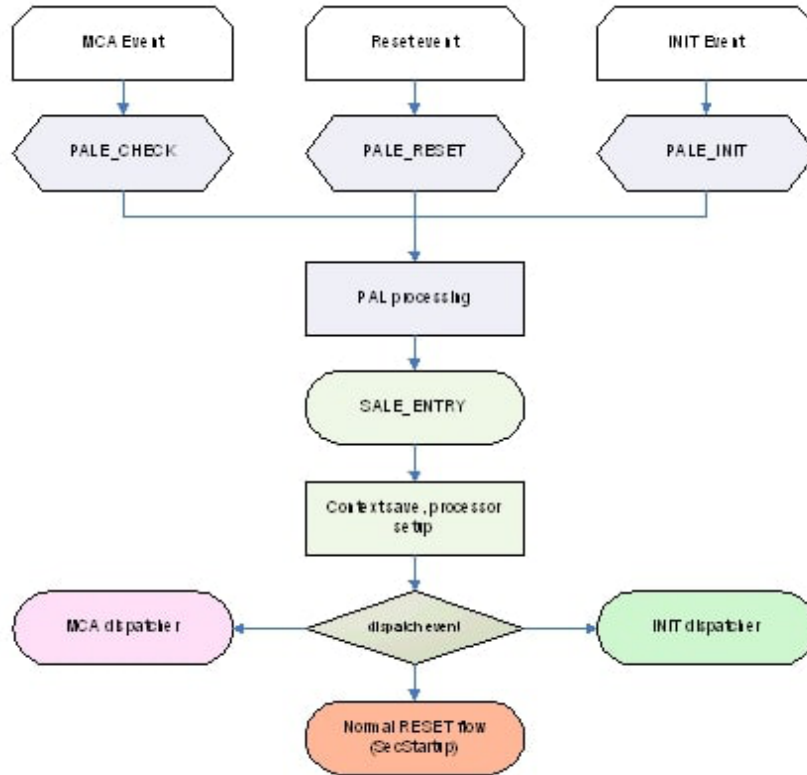 MCA Event
Reset event
INIT Event
PALE_CHECK
PALE_RESET
PALE_INIT
PAL processing
SALE_ENTRY
Context save, processor
setup
MCA dispatcher
dispatch event
INIT dispatcher
Normal RESET flow
(SecStartup)